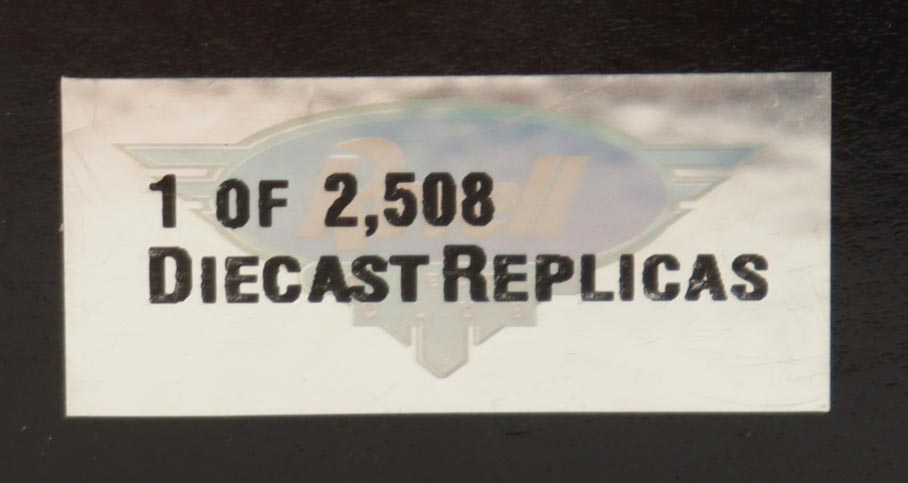 1 OF 2,508
DIECAST REPLICAS